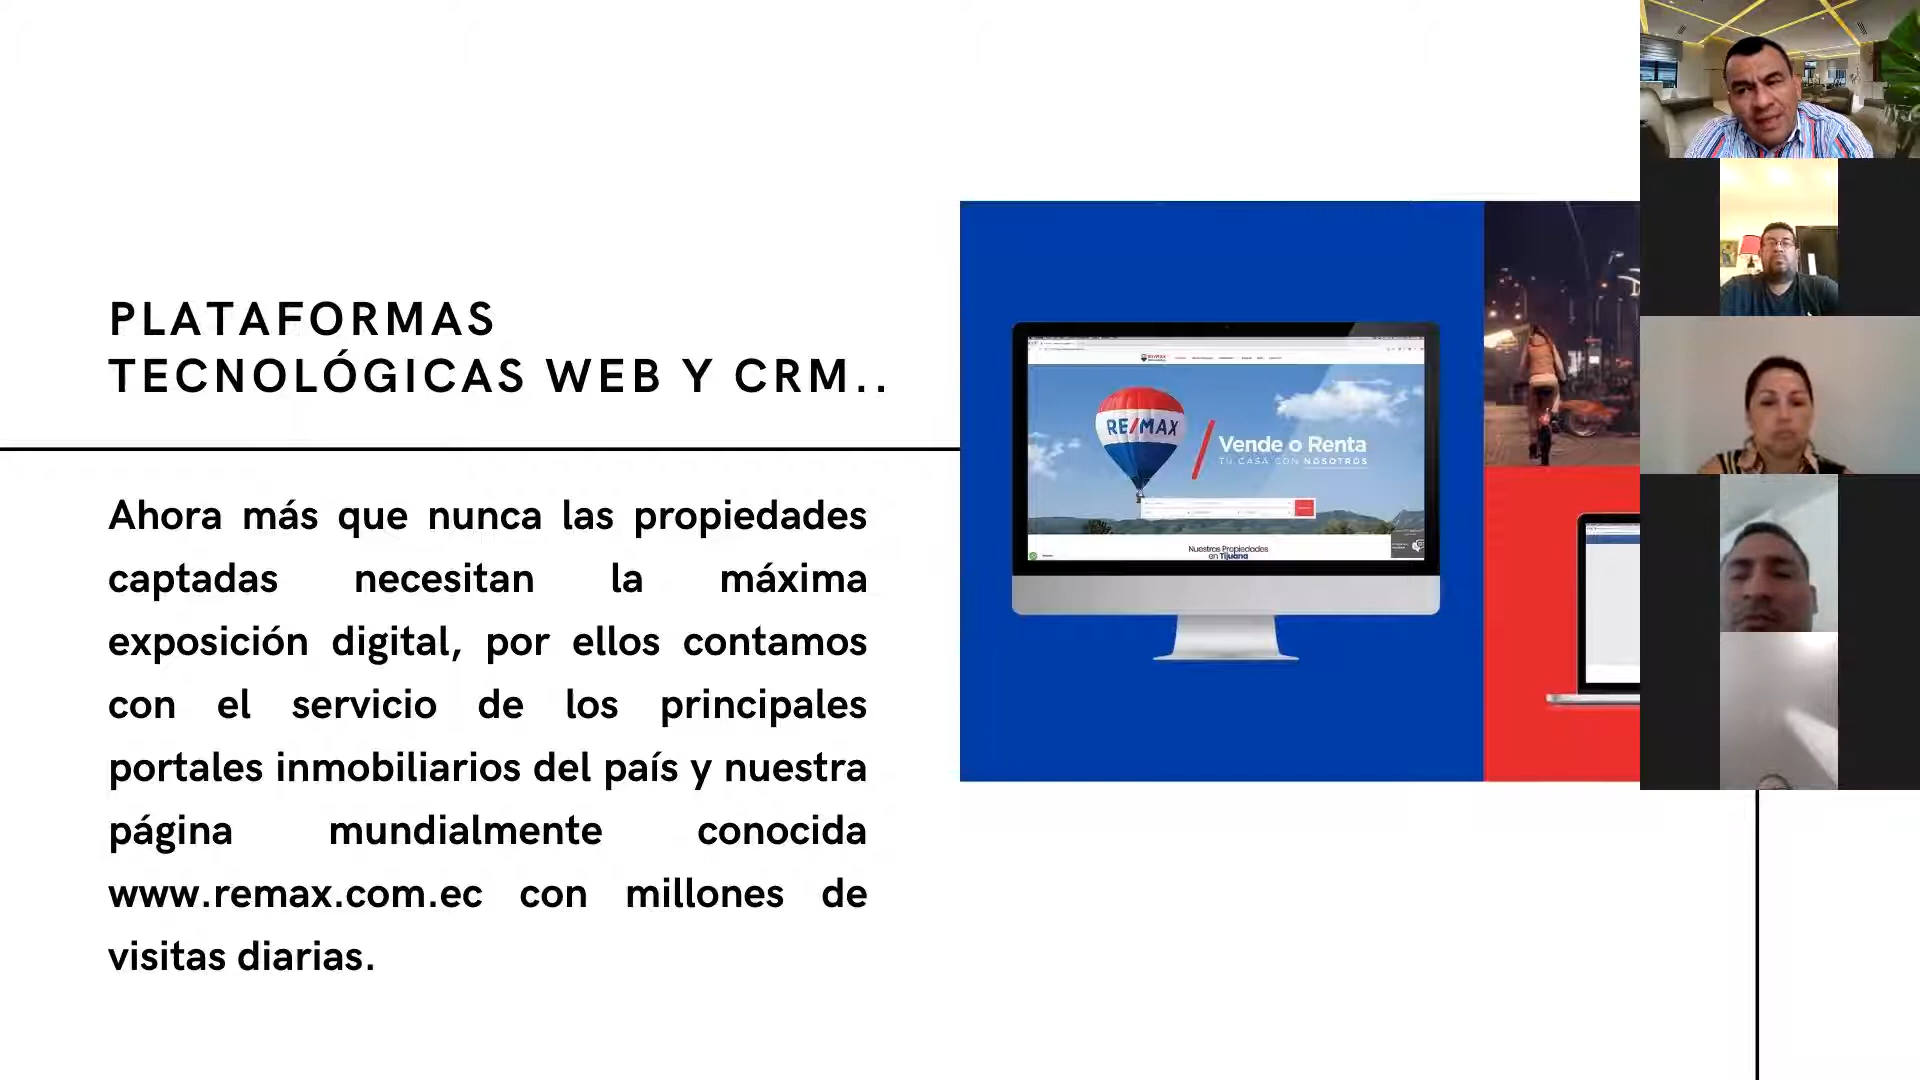 PLATAFORMAS
TECNOLÓGICAS WEB Y CRM..
Ahora más que nunca las propiedades
captadas necesitan la máxima
exposición digital, por ellos contamos
con el servicio de los principales
portales inmobiliarios del país y nuestra
página mundialmente conocida
www.remax.com.ec con millones de
visitas diarias.
RE/MAX
Vende o Renta
TU CASA CON NOSOTROS
Nuestras Propiedades
en Tijuana